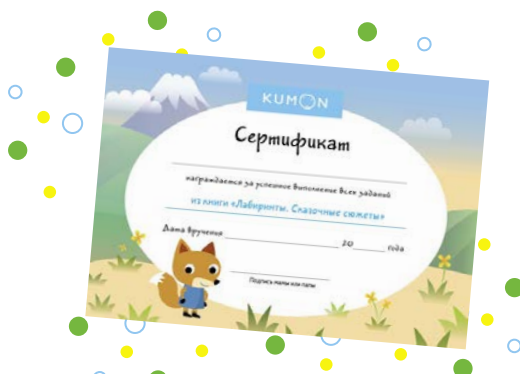 KUMON
Сертификат
награждается за успешное выполнение всех заданий
из книги «Лабиринты. Сказочные сюжеты»
Дата вручения 20 года
Подпись мамы или папы